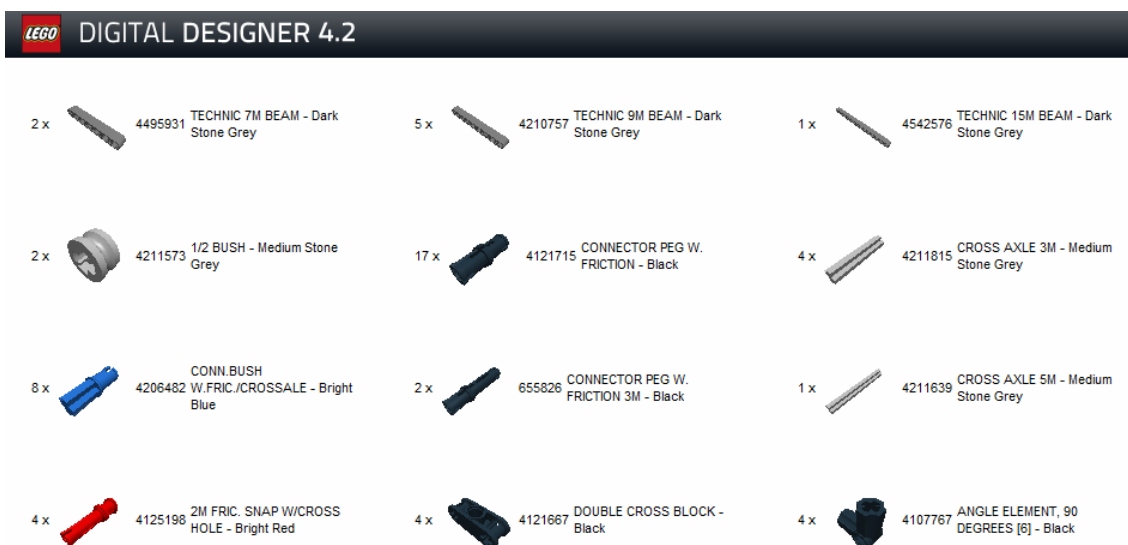 LEGO DIGITAL DESIGNER 4.2
2 x 4495931 TECHNIC 7M BEAM - Dark
Stone Grey
5 x 4210757 TECHNIC 9M BEAM - Dark
Stone Grey
1 x 4542576 TECHNIC 15M BEAM - Dark
Stone Grey
2 x 4211573 1/2 BUSH - Medium Stone
Grey
17 x 4121715 CONNECTOR PEG W.
FRICTION - Black
4 x 4211815 CROSS AXLE 3M - Medium
Stone Grey
8 x 4206482 CONN.BUSH
W.FRIC./CROSSALE - Bright
Blue
2 x 655826 CONNECTOR PEG W.
FRICTION 3M - Black
1 x 4211639 CROSS AXLE 5M - Medium
Stone Grey
4 x 4125198 2M FRIC. SNAP W/CROSS
HOLE - Bright Red
4 x 4121667 DOUBLE CROSS BLOCK -
Black
4 x 4107767 ANGLE ELEMENT, 90
DEGREES [6] - Black